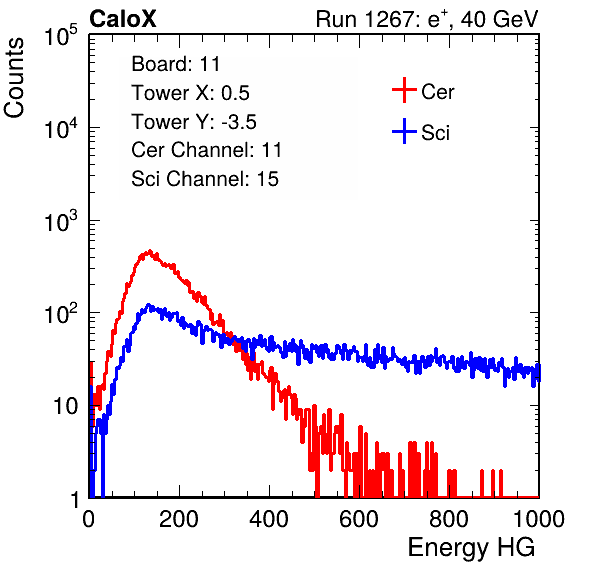 CaloX Run 1267: e⁺, 40 GeV
Counts
10⁵
10⁴
10³
10²
10
1
Board: 11
Tower X: 0.5
Tower Y: -3.5
Cer Channel: 11
Sci Channel: 15
Cer
Sci
0 200 400 600 800 1000
Energy HG